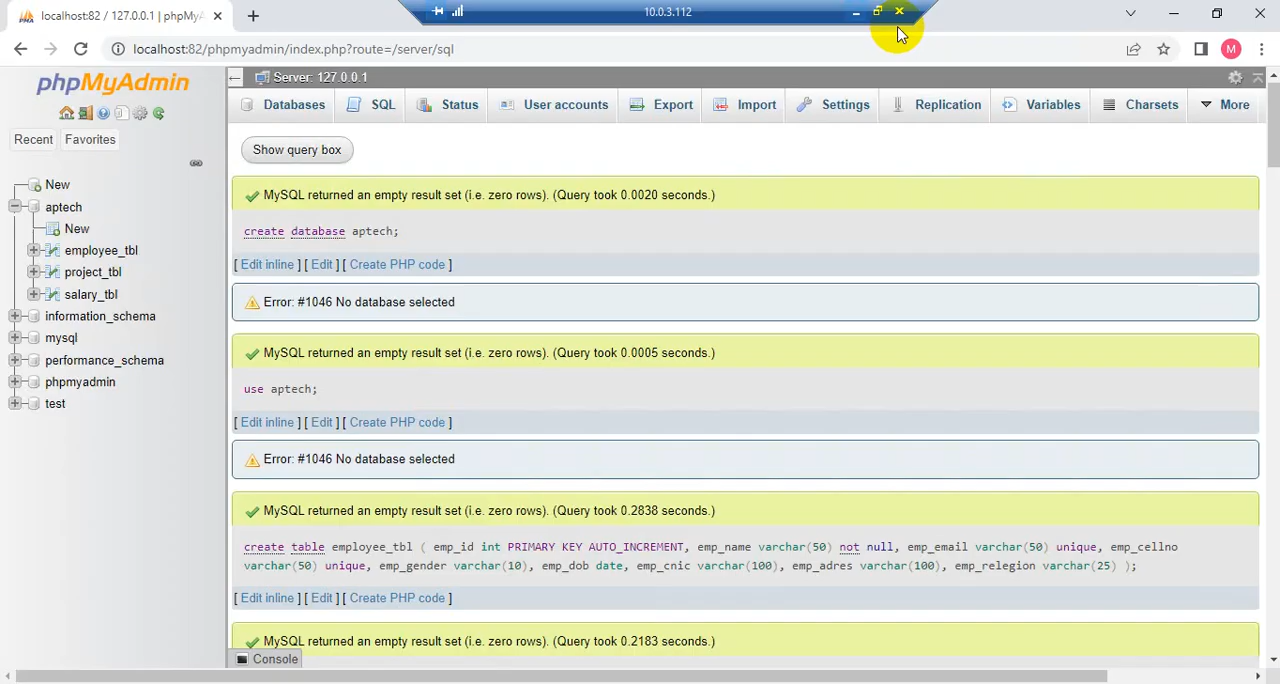 localhost:82 / 127.0.0.1 | phpMyA
10.0.3.112
localhost:82/phpmyadmin/index.php?route=/server/sql
M
phpMyAdmin
Server: 127.0.0.1
Databases
SQL
Status
User accounts
Export
Import
Settings
Replication
Variables
Charsets
More
Recent
Favorites
New
aptech
New
employee_tbl
project_tbl
salary_tbl
information_schema
mysql
performance_schema
phpmyadmin
test
Show query box
MySQL returned an empty result set (i.e. zero rows). (Query took 0.0020 seconds.)
create database aptech;
[ Edit inline ] [ Edit ] [ Create PHP code ]
Error: #1046 No database selected
MySQL returned an empty result set (i.e. zero rows). (Query took 0.0005 seconds.)
use aptech;
[ Edit inline ] [ Edit ] [ Create PHP code ]
Error: #1046 No database selected
MySQL returned an empty result set (i.e. zero rows). (Query took 0.2838 seconds.)
create table employee_tbl ( emp_id int PRIMARY KEY AUTO_INCREMENT, emp_name varchar(50) not null, emp_email varchar(50) unique, emp_cellno
varchar(50) unique, emp_gender varchar(10), emp_dob date, emp_cnic varchar(100), emp_adres varchar(100), emp_relegion varchar(25) );
[ Edit inline ] [ Edit ] [ Create PHP code ]
MySQL returned an empty result set (i.e. zero rows). (Query took 0.2183 seconds.)
Console